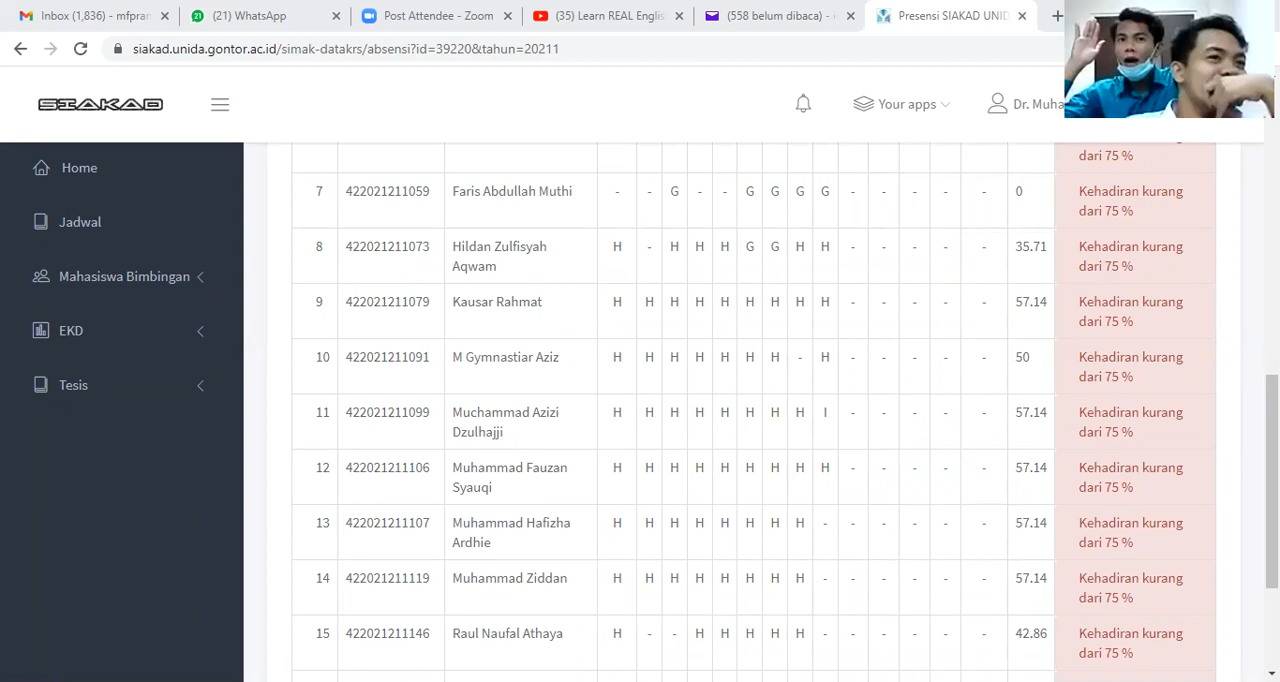 Inbox (1,836) - mfpran
(21) WhatsApp
Post Attendee - Zoom
(35) Learn REAL Englis
(558 belum dibaca) -
Presensi SIAKAD UNID
siakad.unida.gontor.ac.id/simak-datakrs/absensi?id=39220&tahun=20211
SIAKAD
Your apps
Dr. Muha
Home
Jadwal
Mahasiswa Bimbingan
EKD
Tesis
dari 75 %
7 422021211059 Faris Abdullah Muthi - - G - - G G G G - - - - - 0 Kehadiran kurang
dari 75 %
8 422021211073 Hildan Zulfisyah H - H H H G G H H - - - - - 35.71 Kehadiran kurang
Aqwam dari 75 %
9 422021211079 Kausar Rahmat H H H H H H H H H - - - - - 57.14 Kehadiran kurang
dari 75 %
10 422021211091 M Gymnastiar Aziz H H H H H H H - H - - - - - 50 Kehadiran kurang
dari 75 %
11 422021211099 Muchammad Azizi H H H H H H H H I - - - - - 57.14 Kehadiran kurang
Dzulhajji dari 75 %
12 422021211106 Muhammad Fauzan H H H H H H H H H - - - - - 57.14 Kehadiran kurang
Syauqi dari 75 %
13 422021211107 Muhammad Hafizha H H H H H H H H - - - - - - 57.14 Kehadiran kurang
Ardhie dari 75 %
14 422021211119 Muhammad Ziddan H H H H H H H H - - - - - - 57.14 Kehadiran kurang
dari 75 %
15 422021211146 Raul Naufal Athaya H - - H H H H H - - - - - - 42.86 Kehadiran kurang
dari 75 %